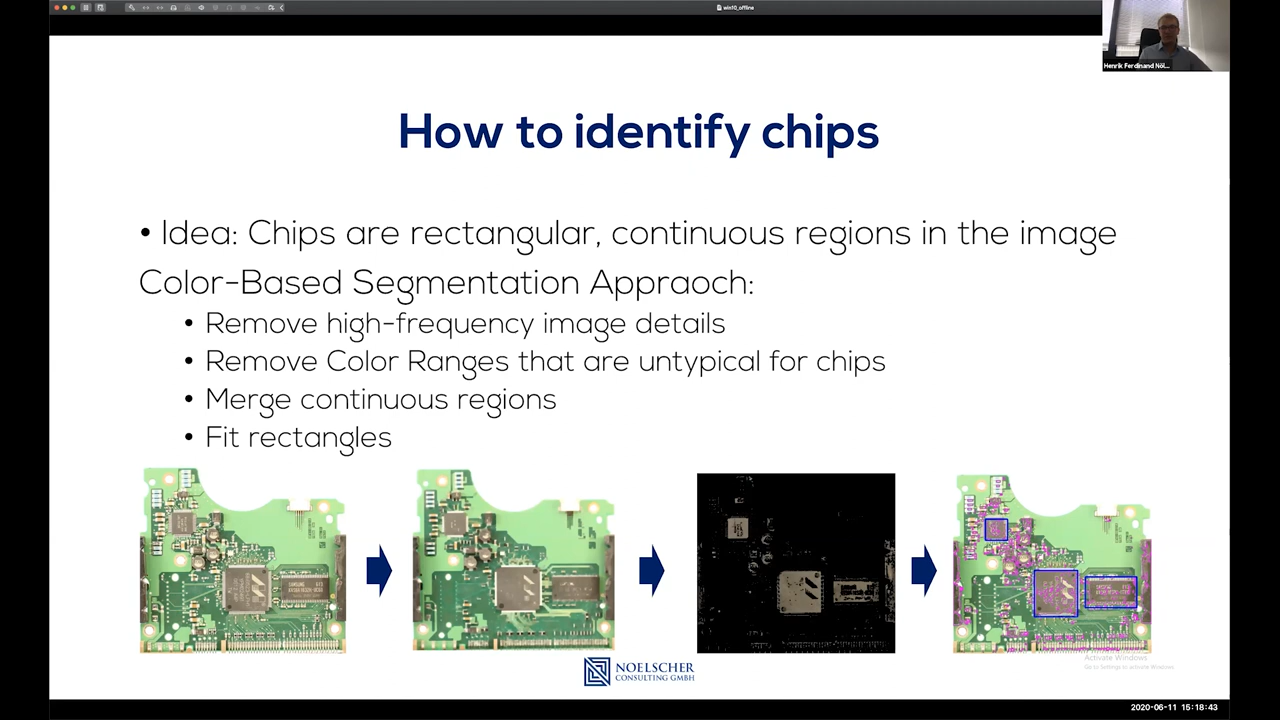 win10_offline
Henrik Ferdinand Nöl...
How to identify chips
• Idea: Chips are rectangular, continuous regions in the image
Color-Based Segmentation Appraoch:
• Remove high-frequency image details
• Remove Color Ranges that are untypical for chips
• Merge continuous regions
• Fit rectangles
SAMSUNG
Activate Windows
Go to Settings to activate Windows.
NOELSCHER
CONSULTING GMBH
2020-06-11 15:18:43